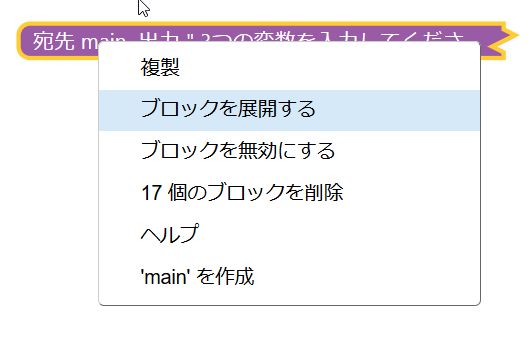 宛先 main 出力 " 3つの変数を入力してくださ
複製
ブロックを展開する
ブロックを無効にする
17 個のブロックを削除
ヘルプ
'main' を作成